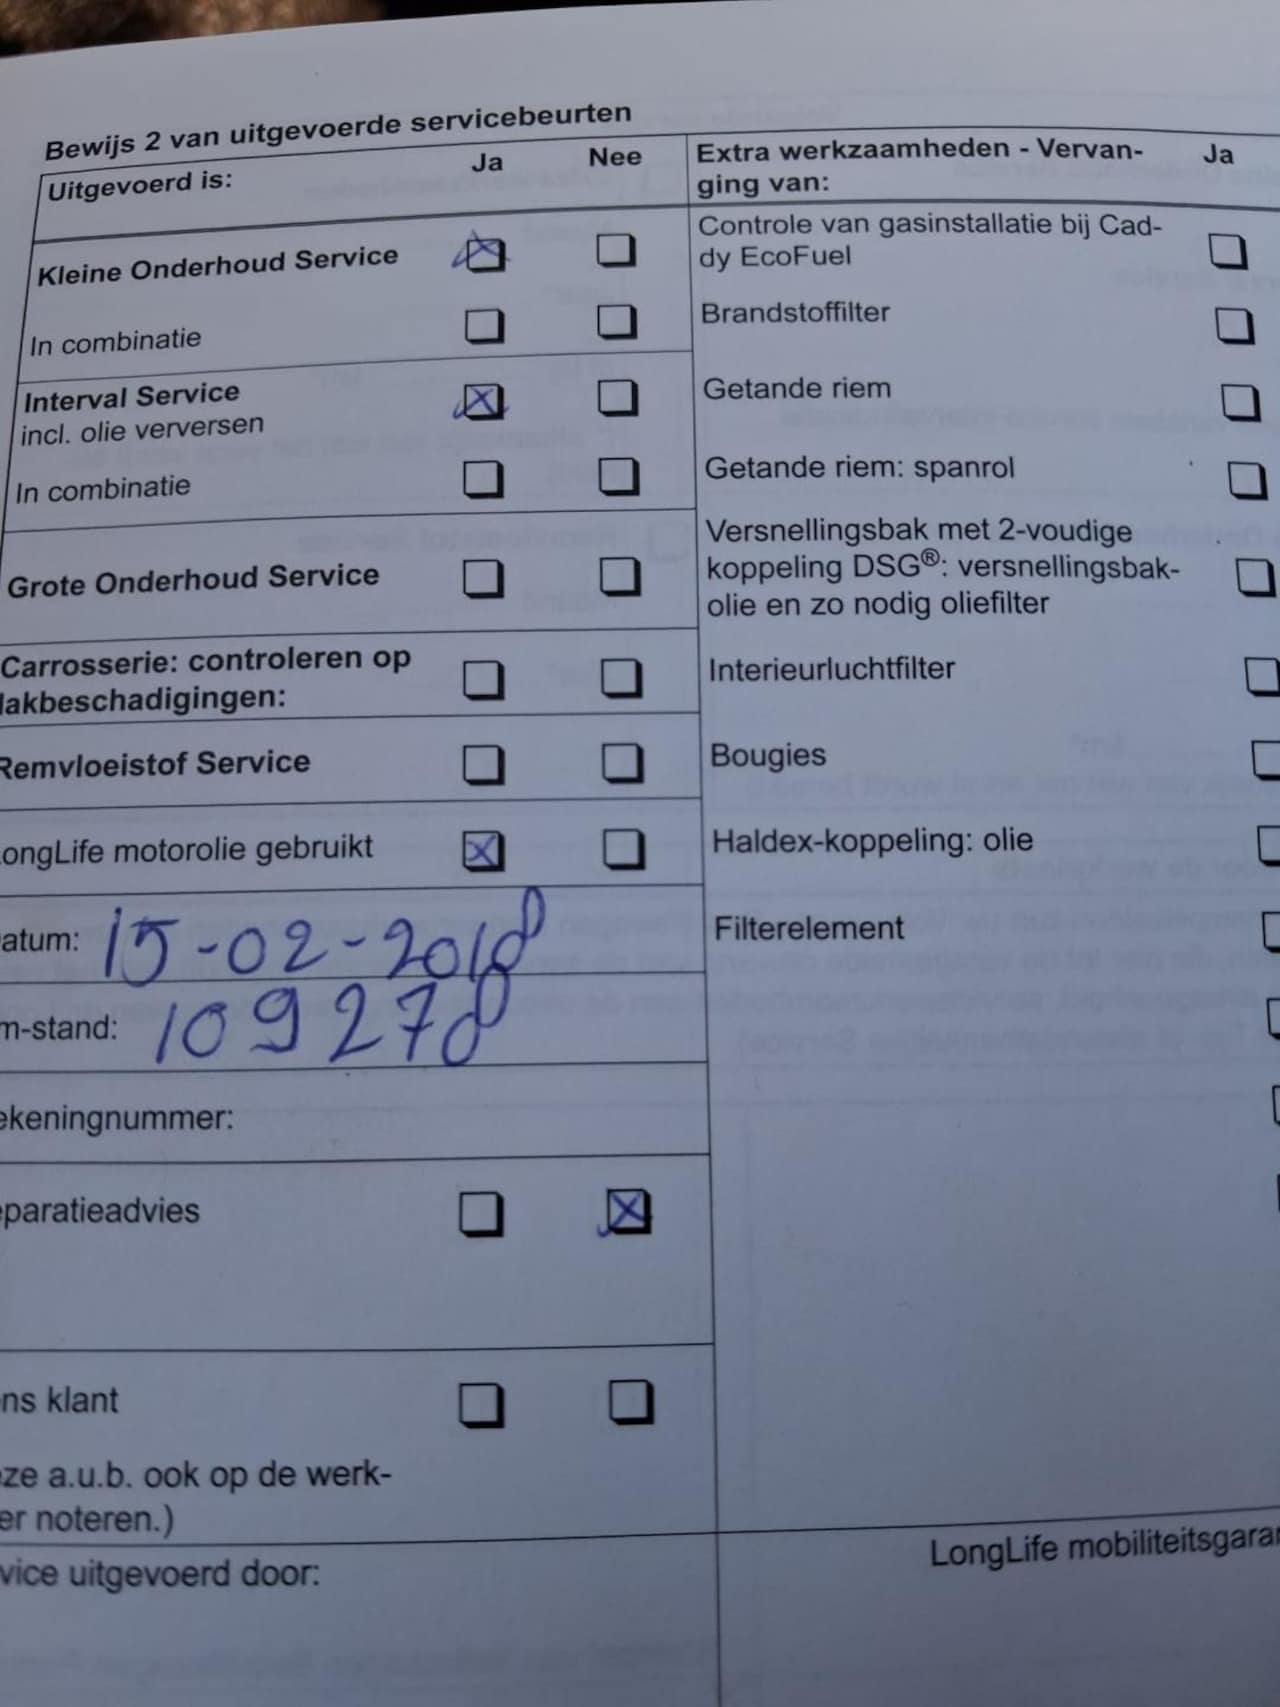 Bewijs 2 van uitgevoerde servicebeurten
Uitgevoerd is:
Ja
Nee
Kleine Onderhoud Service
In combinatie
Interval Service
incl. olie verversen
In combinatie
Grote Onderhoud Service
Carrosserie: controleren op
lakbeschadigingen:
Remvloeistof Service
LongLife motorolie gebruikt
atum: 15-02-2018
m-stand: 109278
ekeningnummer:
eparatieadvies
ns klant
eze a.u.b. ook op de werk-
er noteren.)
vice uitgevoerd door:
Extra werkzaamheden - Vervan-
ging van:
Ja
Controle van gasinstallatie bij Cad-
dy EcoFuel
Brandstoffilter
Getande riem
Getande riem: spanrol
Versnellingsbak met 2-voudige
koppeling DSG®: versnellingsbak-
olie en zo nodig oliefilter
Interieurluchtfilter
Bougies
Haldex-koppeling: olie
Filterelement
LongLife mobiliteitsgaran